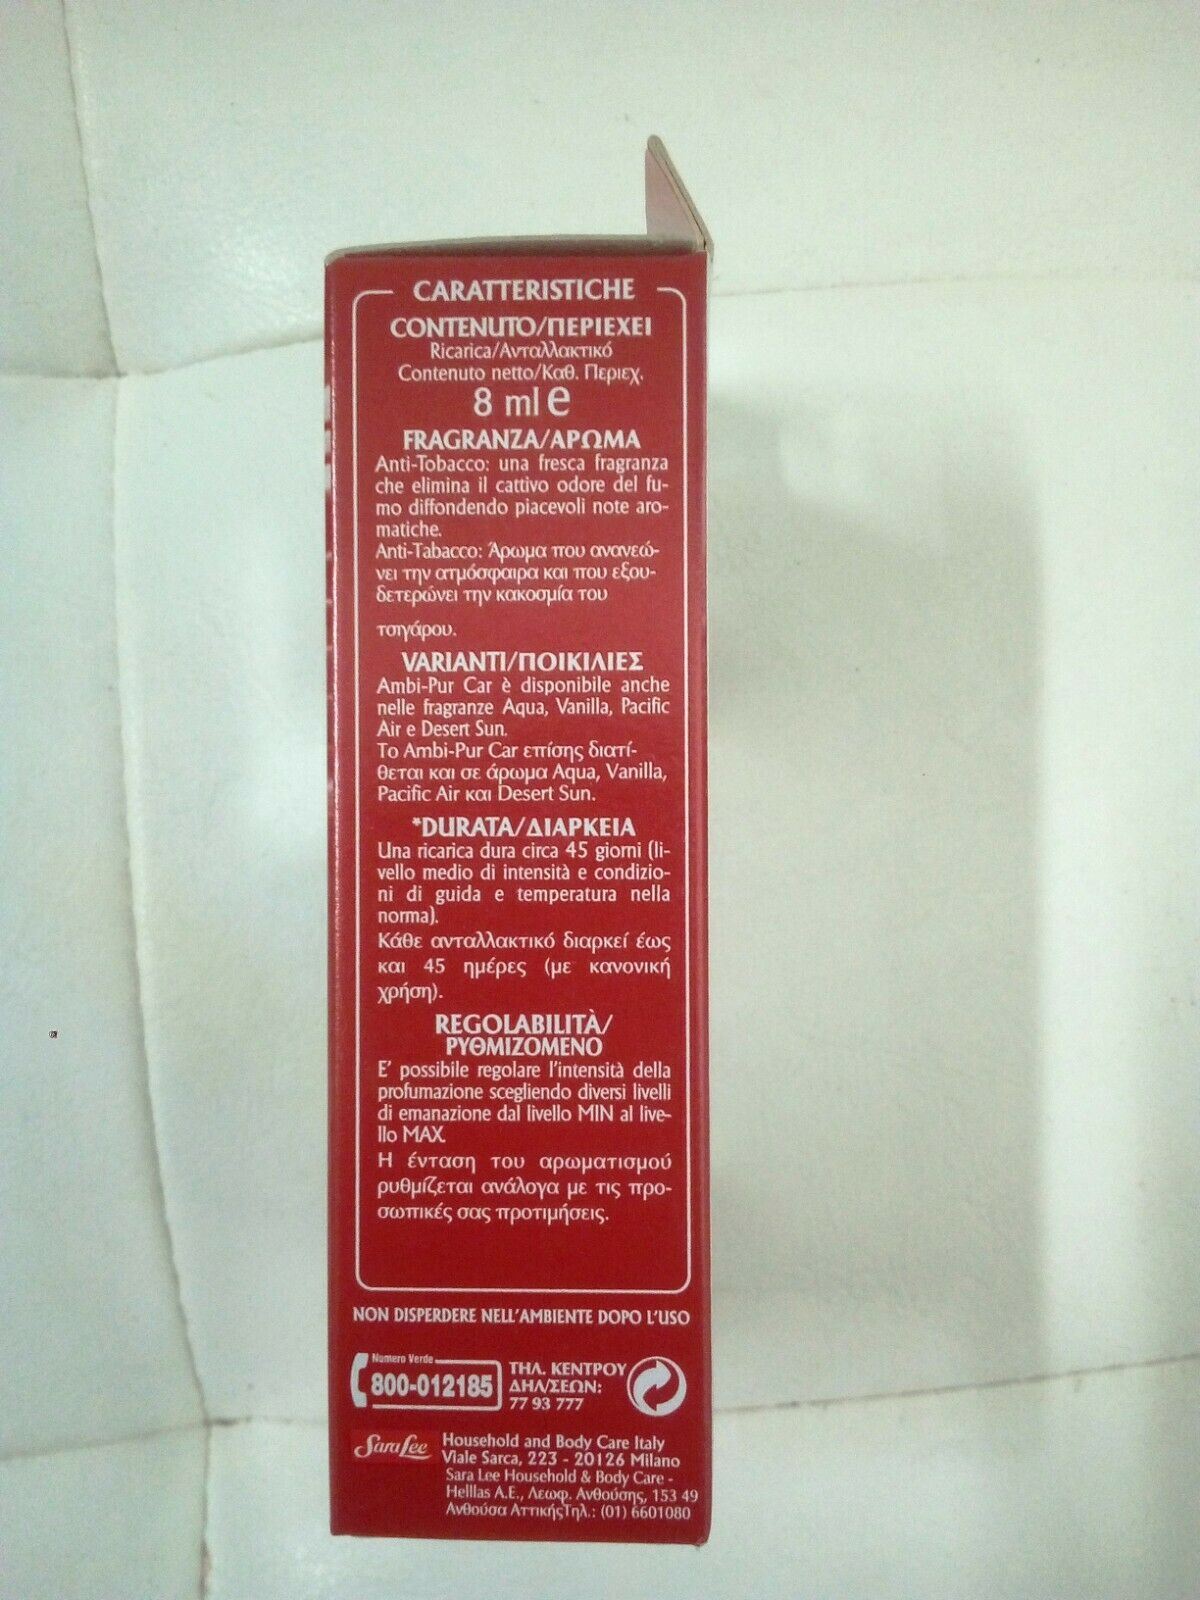 CARATTERISTICHE
CONTENUTO/ΠΕΡΙΕΧΕΙ
Ricarica/Ανταλλακτικό
Contenuto netto/Καθ. Περιεχ.
8 ml e
FRAGRANZA/ΑΡΩΜΑ
Anti-Tobacco: una fresca fragranza
che elimina il cattivo odore del fu-
mo diffondendo piacevoli note aro-
matiche.
Anti-Tabacco: Άρωμα που ανανεώ-
νει την ατμόσφαιρα και που εξου-
δετερώνει την κακοσμία του
τσιγάρου.
VARIANTI/ΠΟΙΚΙΛΙΕΣ
Ambi-Pur Car è disponibile anche
nelle fragranze Aqua, Vanilla, Pacific
Air e Desert Sun.
Το Ambi-Pur Car επίσης διατί-
θεται και σε άρωμα Aqua, Vanilla,
Pacific Air και Desert Sun.
*DURATA/ΔΙΑΡΚΕΙΑ
Una ricarica dura circa 45 giorni (li-
vello medio di intensità e condizio-
ni di guida e temperatura nella
norma).
Κάθε ανταλλακτικό διαρκεί έως
και 45 ημέρες (με κανονική
χρήση).
REGOLABILITÀ/
ΡΥΘΜΙΖΟΜΕΝΟ
E' possibile regolare l'intensità della
profumazione scegliendo diversi livelli
di emanazione dal livello MIN al live-
llo MAX.
Η ένταση του αρωματισμού
ρυθμίζεται ανάλογα με τις προ-
σωπικές σας προτιμήσεις.
NON DISPERDERE NELL'AMBIENTE DOPO L'USO
Numero Verde
800-012185
ΤΗΛ. ΚΕΝΤΡΟΥ
ΔΗΛ/ΣΕΩΝ:
77 93 777
Sara Lee
Household and Body Care Italy
Viale Sarca, 223 - 20126 Milano
Sara Lee Household & Body Care -
Helllas A.E., Λεωφ. Ανθούσης, 153 49
Ανθούσα ΑττικήςΤηλ.: (01) 6601080